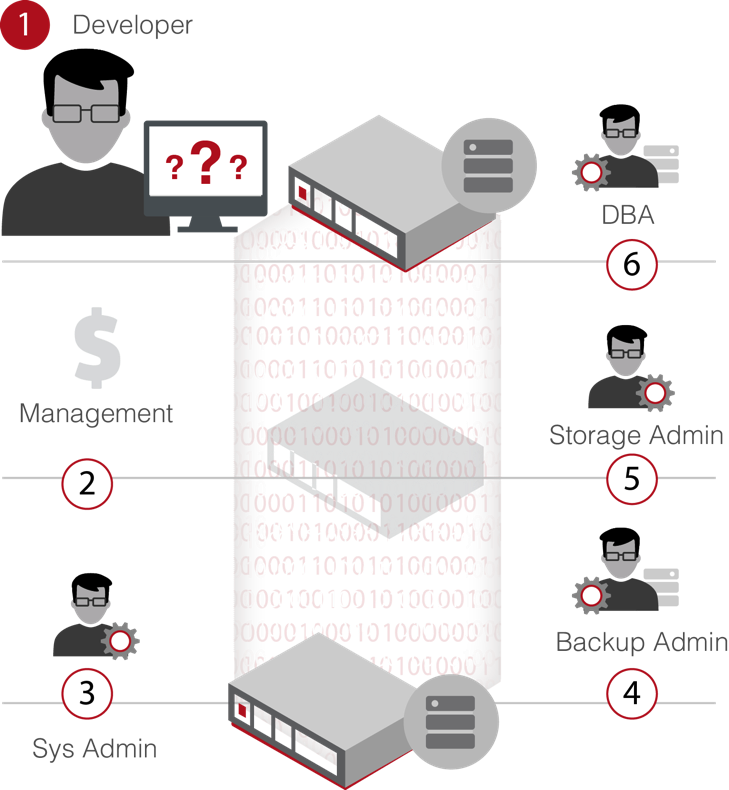 1 Developer
? ? ?
DBA
6
$
Management
Storage Admin
2
5
Backup Admin
3
4
Sys Admin